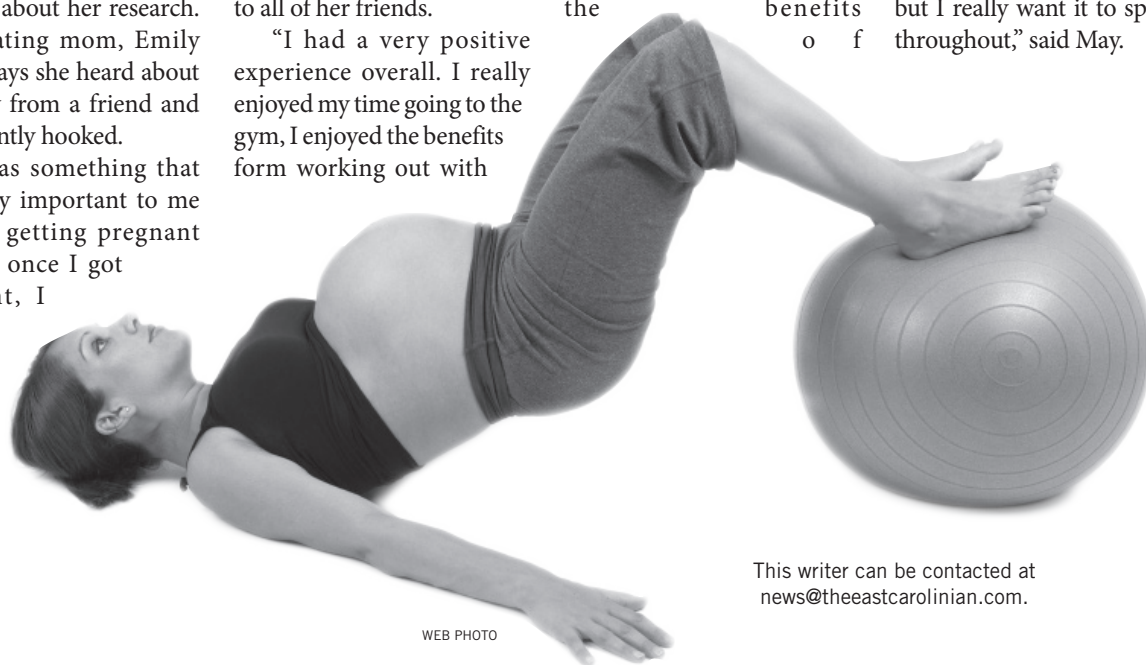 about her research.
ating mom, Emily
ays she heard about
from a friend and
ntly hooked.
as something that
y important to me
getting pregnant
once I got
t, I
to all of her friends.
“I had a very positive
experience overall. I really
enjoyed my time going to the
gym, I enjoyed the benefits
form working out with
the benefits
o f
but I really want it to sp
throughout,” said May.
This writer can be contacted at
news@theeastcarolinian.com.
WEB PHOTO